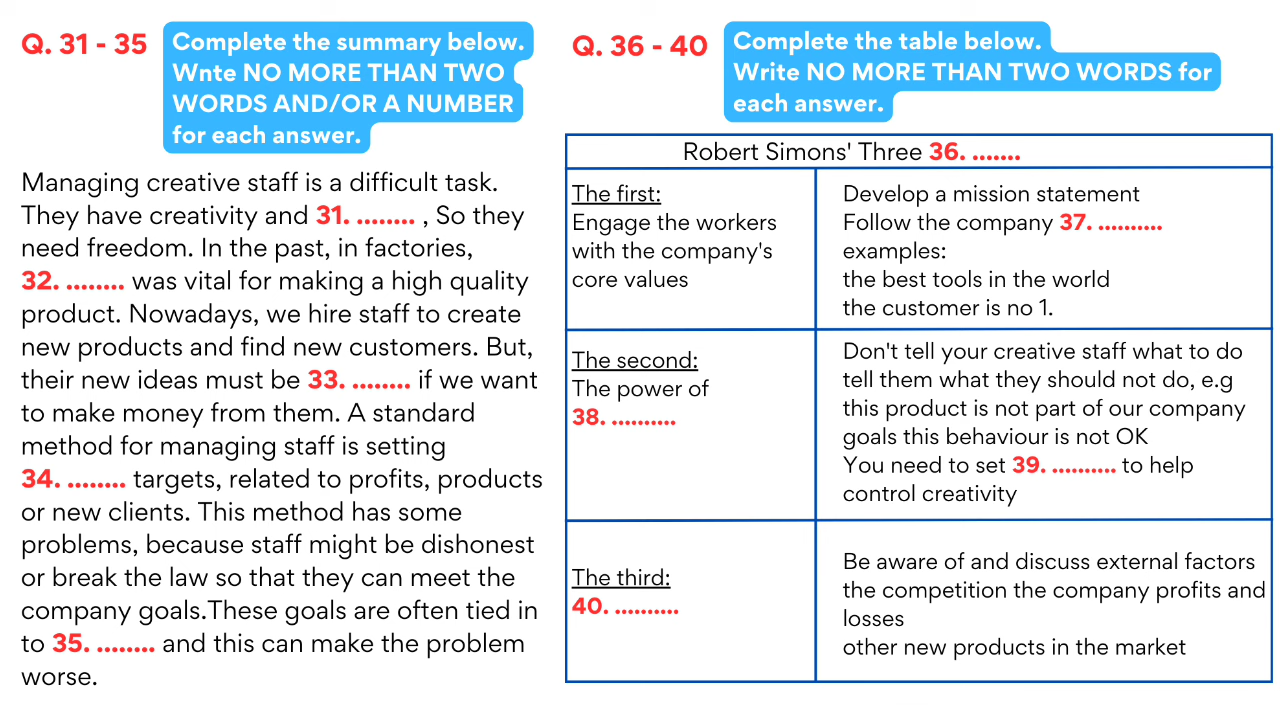 Q. 31 - 35
Complete the summary below.
Wnte NO MORE THAN TWO
WORDS AND/OR A NUMBER
for each answer.
Managing creative staff is a difficult task.
They have creativity and 31. ........ , So they
need freedom. In the past, in factories,
32. ........ was vital for making a high quality
product. Nowadays, we hire staff to create
new products and find new customers. But,
their new ideas must be 33. ........ if we want
to make money from them. A standard
method for managing staff is setting
34. ........ targets, related to profits, products
or new clients. This method has some
problems, because staff might be dishonest
or break the law so that they can meet the
company goals.These goals are often tied in
to 35. ........ and this can make the problem
worse.
Q. 36 - 40
Complete the table below.
Write NO MORE THAN TWO WORDS for
each answer.
Robert Simons' Three 36. .......
The first:
Engage the workers
with the company's
core values
Develop a mission statement
Follow the company 37. ..........
examples:
the best tools in the world
the customer is no 1.
The second:
The power of
38. ..........
Don't tell your creative staff what to do
tell them what they should not do, e.g
this product is not part of our company
goals this behaviour is not OK
You need to set 39. .......... to help
control creativity
The third:
40. ..........
Be aware of and discuss external factors
the competition the company profits and
losses
other new products in the market